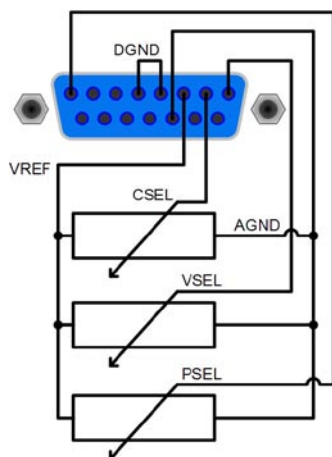 DGND
VREF
CSEL
AGND
VSEL
PSEL